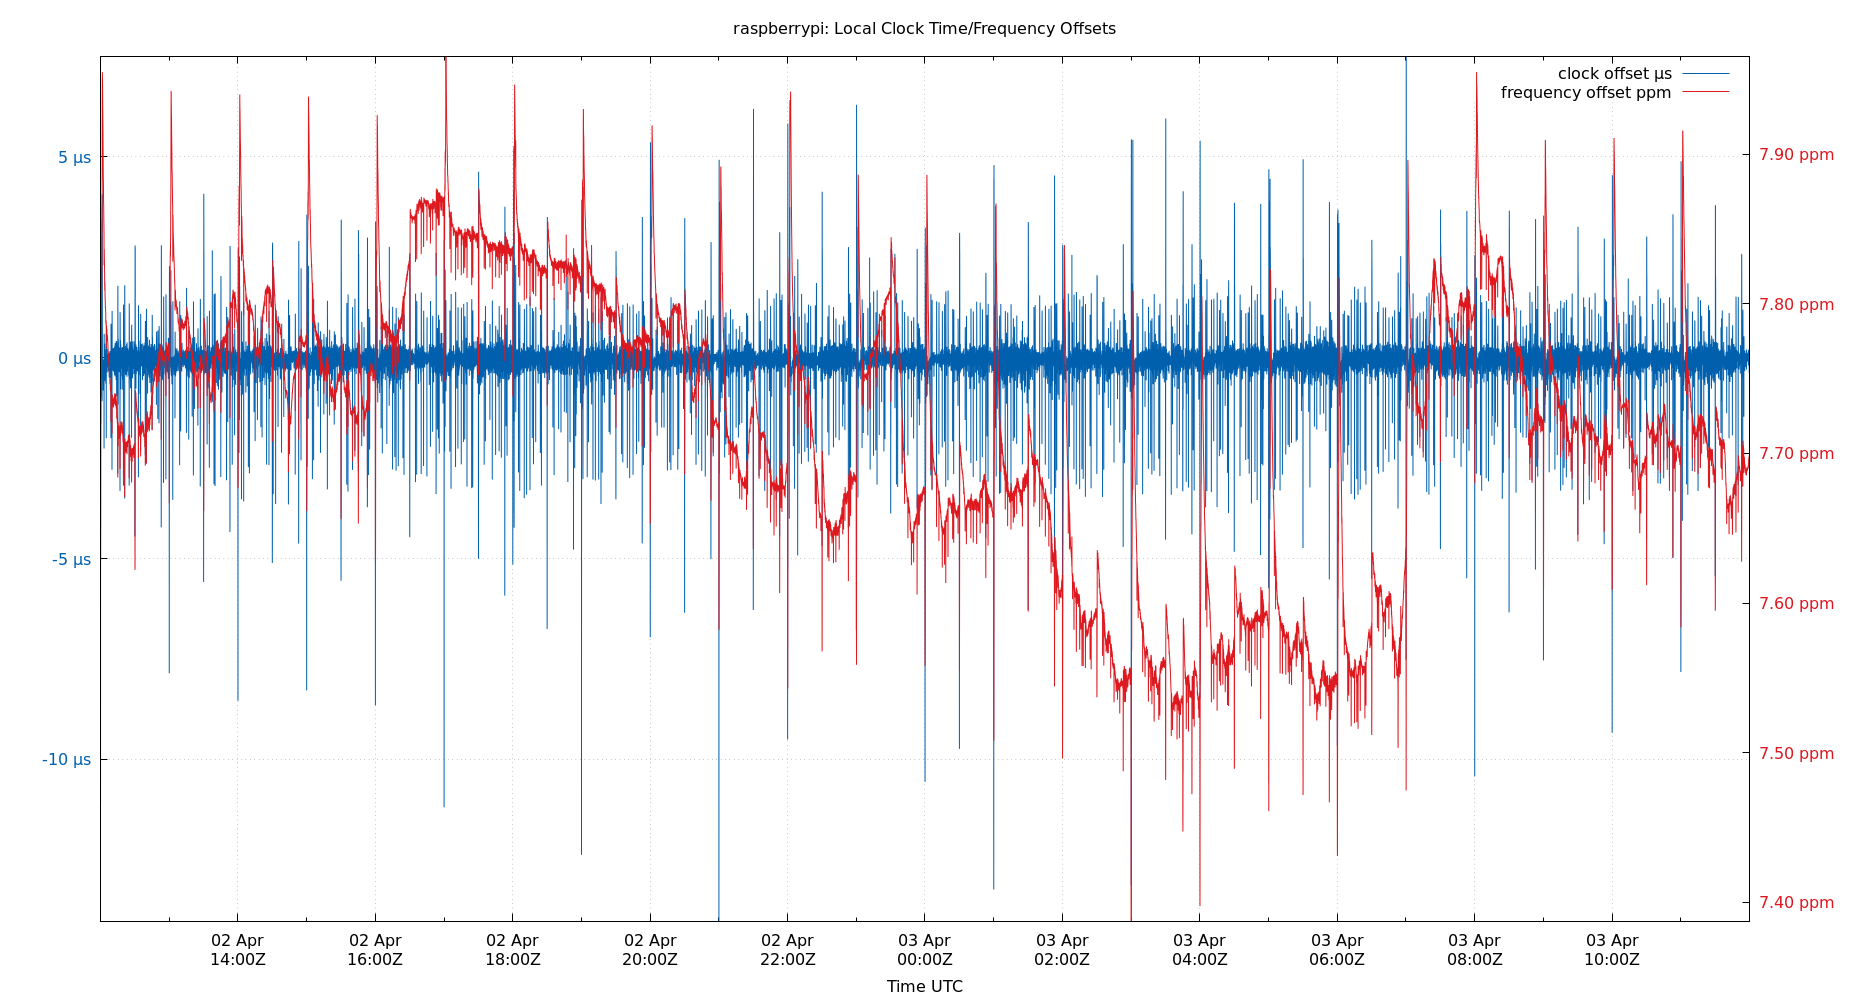 raspberrypi: Local Clock Time/Frequency Offsets
clock offset µs
frequency offset ppm
5 µs
0 µs
-5 µs
-10 µs
7.90 ppm
7.80 ppm
7.70 ppm
7.60 ppm
7.50 ppm
7.40 ppm
02 Apr 02 Apr 02 Apr 02 Apr 02 Apr 03 Apr 03 Apr 03 Apr 03 Apr 03 Apr 03 Apr
14:00Z 16:00Z 18:00Z 20:00Z 22:00Z 00:00Z 02:00Z 04:00Z 06:00Z 08:00Z 10:00Z
Time UTC